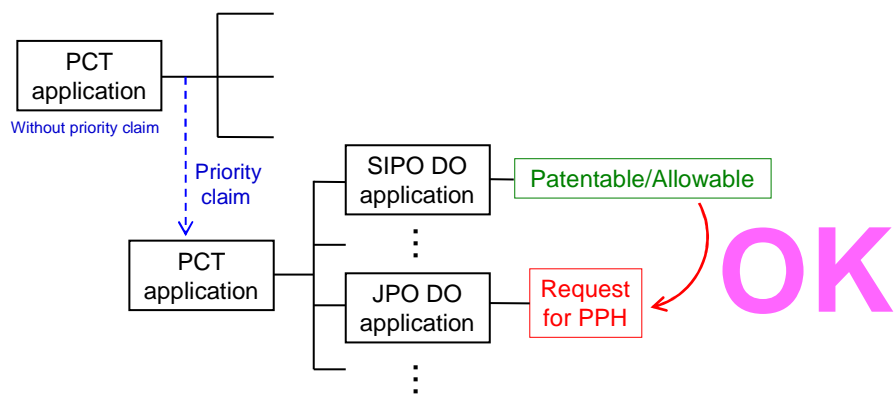 PCT
application
Without priority claim
Priority
claim
PCT
application
SIPO DO
application
Patentable/Allowable
JPO DO
application
Request
for PPH
OK